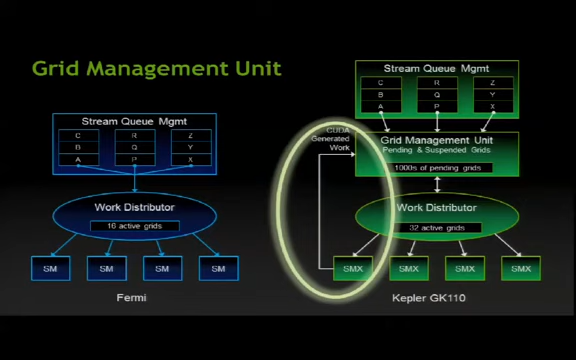 Grid Management Unit
Stream Queue Mgmt
C R Z
B Q Y
A P X
Work Distributor
16 active grids
SM SM SM SM
Fermi
Stream Queue Mgmt
C R Z
B Q Y
A P X
CUDA
Generated
Work
Grid Management Unit
Pending & Suspended Grids
1000s of pending grids
Work Distributor
32 active grids
SMX SMX SMX SMX
Kepler GK110